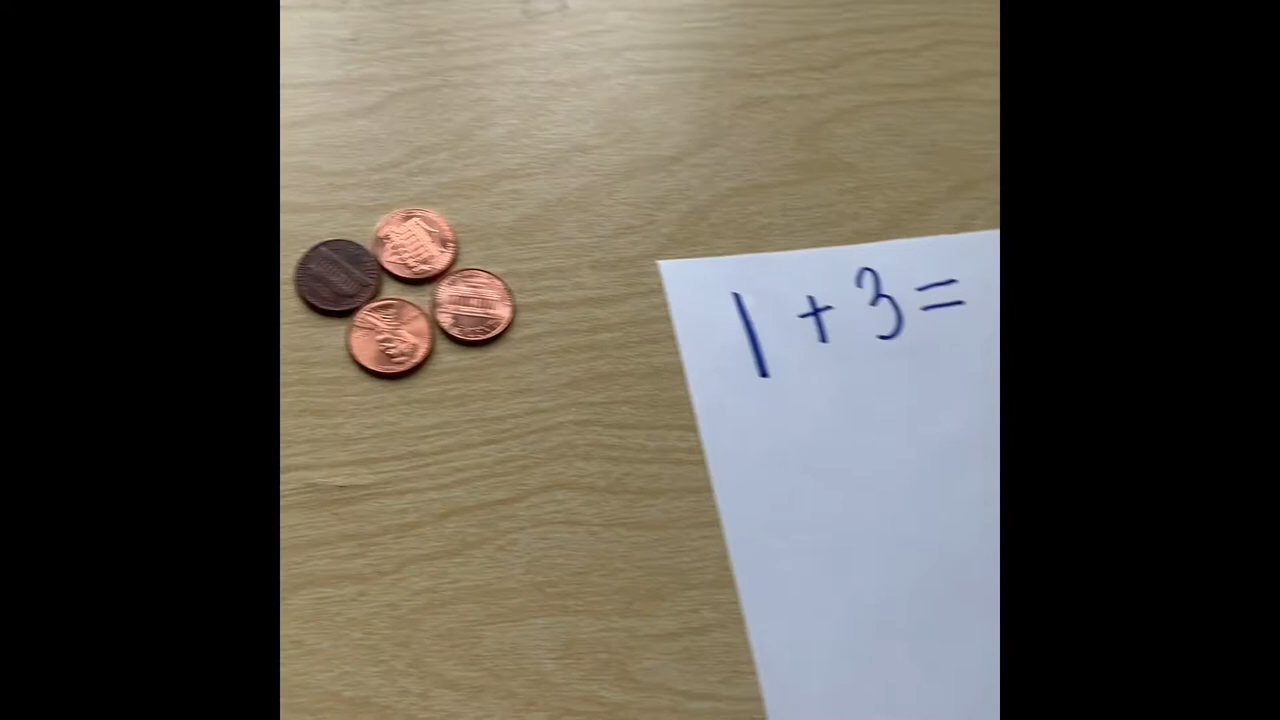 1 + 3 =